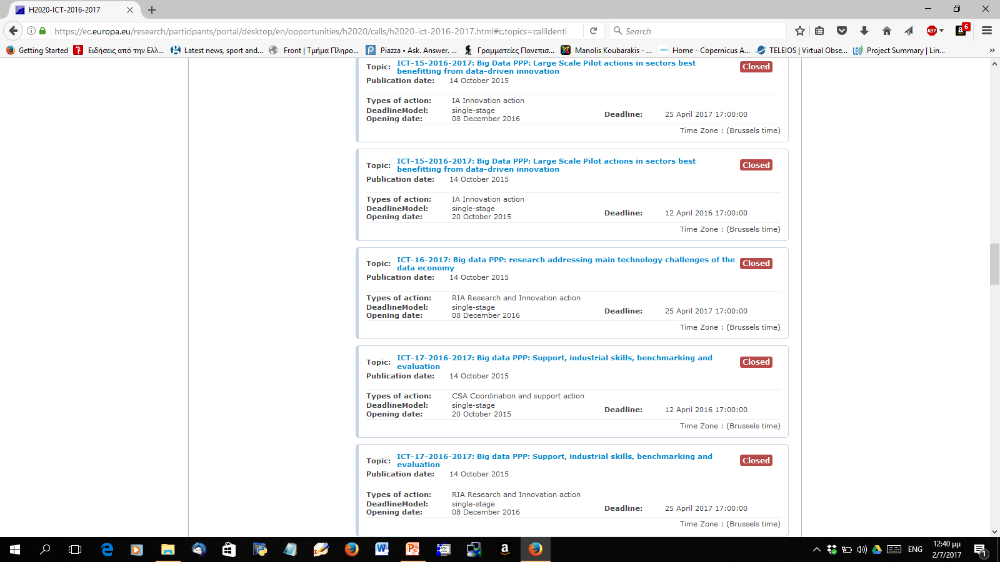 H2020-ICT-2016-2017
https://ec.europa.eu/research/participants/portal/desktop/en/opportunities/h2020/calls/h2020-ict-2016-2017.html#c,topics=callIdenti
Search
ABP
6
Getting Started
Ειδήσεις από την Ελλ...
Latest news, sport and...
Front | Τμήμα Πληρο...
Piazza • Ask. Answer. ...
Γραμματείες Πανεπισ...
Manolis Koubarakis - ...
Home - Copernicus A...
TELEIOS | Virtual Obse...
Project Summary | Lin...
Topic: ICT-15-2016-2017: Big Data PPP: Large Scale Pilot actions in sectors best
benefitting from data-driven innovation
Closed
Publication date: 14 October 2015
Types of action: IA Innovation action
DeadlineModel: single-stage
Opening date: 08 December 2016
Deadline: 25 April 2017 17:00:00
Time Zone : (Brussels time)
Topic: ICT-15-2016-2017: Big Data PPP: Large Scale Pilot actions in sectors best
benefitting from data-driven innovation
Closed
Publication date: 14 October 2015
Types of action: IA Innovation action
DeadlineModel: single-stage
Opening date: 20 October 2015
Deadline: 12 April 2016 17:00:00
Time Zone : (Brussels time)
Topic: ICT-16-2017: Big data PPP: research addressing main technology challenges of the
data economy
Closed
Publication date: 14 October 2015
Types of action: RIA Research and Innovation action
DeadlineModel: single-stage
Opening date: 08 December 2016
Deadline: 25 April 2017 17:00:00
Time Zone : (Brussels time)
Topic: ICT-17-2016-2017: Big data PPP: Support, industrial skills, benchmarking and
evaluation
Closed
Publication date: 14 October 2015
Types of action: CSA Coordination and support action
DeadlineModel: single-stage
Opening date: 20 October 2015
Deadline: 12 April 2016 17:00:00
Time Zone : (Brussels time)
Topic: ICT-17-2016-2017: Big data PPP: Support, industrial skills, benchmarking and
evaluation
Closed
Publication date: 14 October 2015
Types of action: RIA Research and Innovation action
DeadlineModel: single-stage
Opening date: 08 December 2016
Deadline: 25 April 2017 17:00:00
Time Zone : (Brussels time)
ENG
12:40 μμ
2/7/2017
1